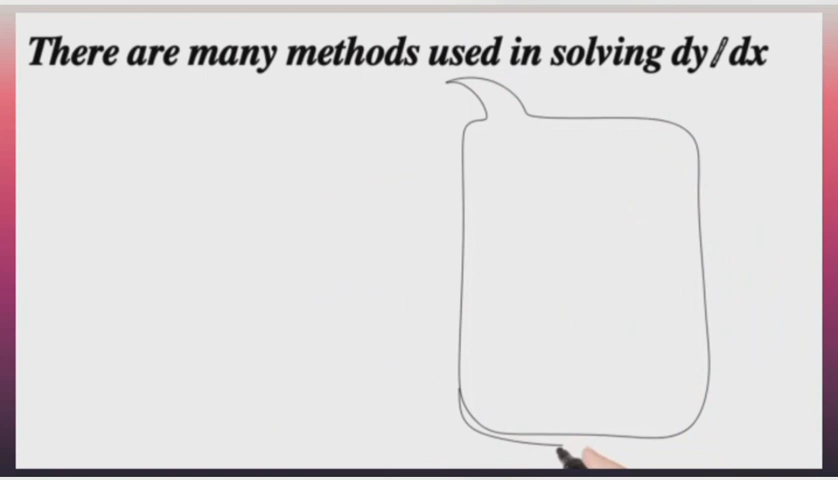 There are many methods used in solving dy/dx